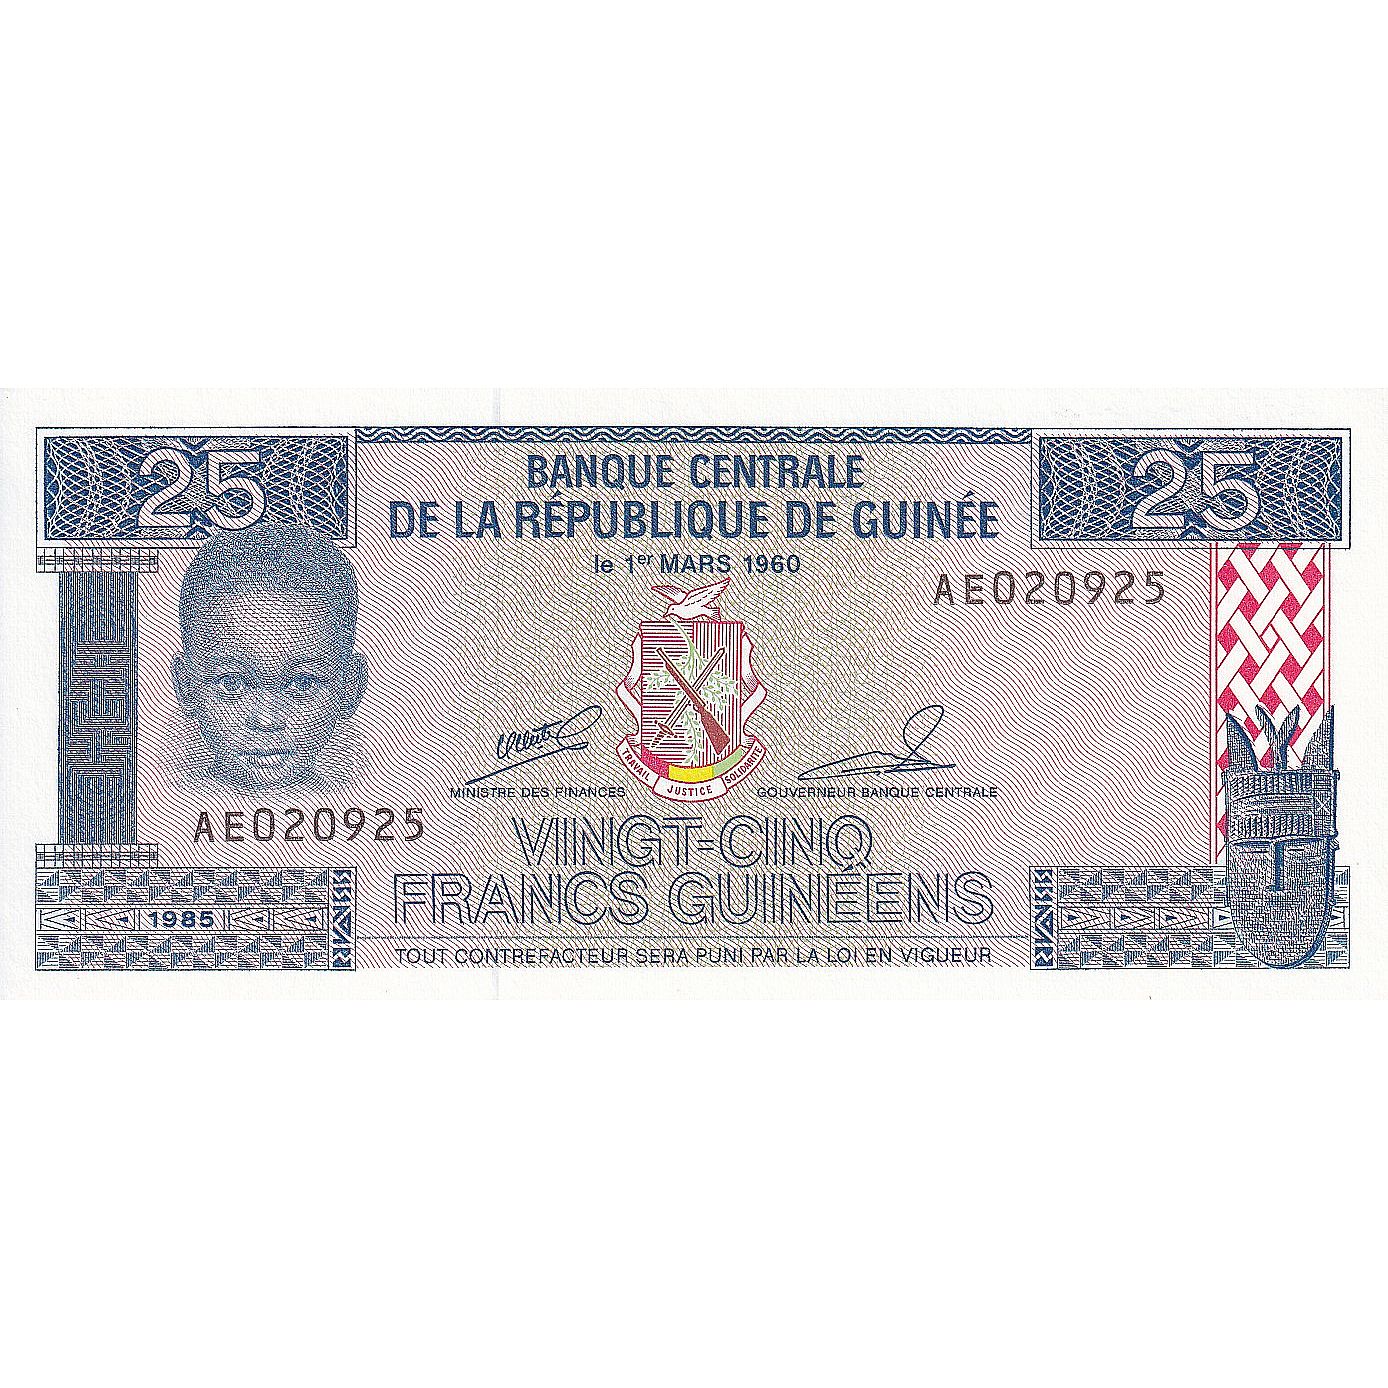 25
25
BANQUE CENTRALE
DE LA RÉPUBLIQUE DE GUINÉE
le 1er MARS 1960
AE020925
TRAVAIL JUSTICE SOLIDARITÉ
MINISTRE DES FINANCES
GOUVERNEUR BANQUE CENTRALE
AE020925
VINGT-CINQ
FRANCS GUINÉENS
1985
TOUT CONTREFACTEUR SERA PUNI PAR LA LOI EN VIGUEUR